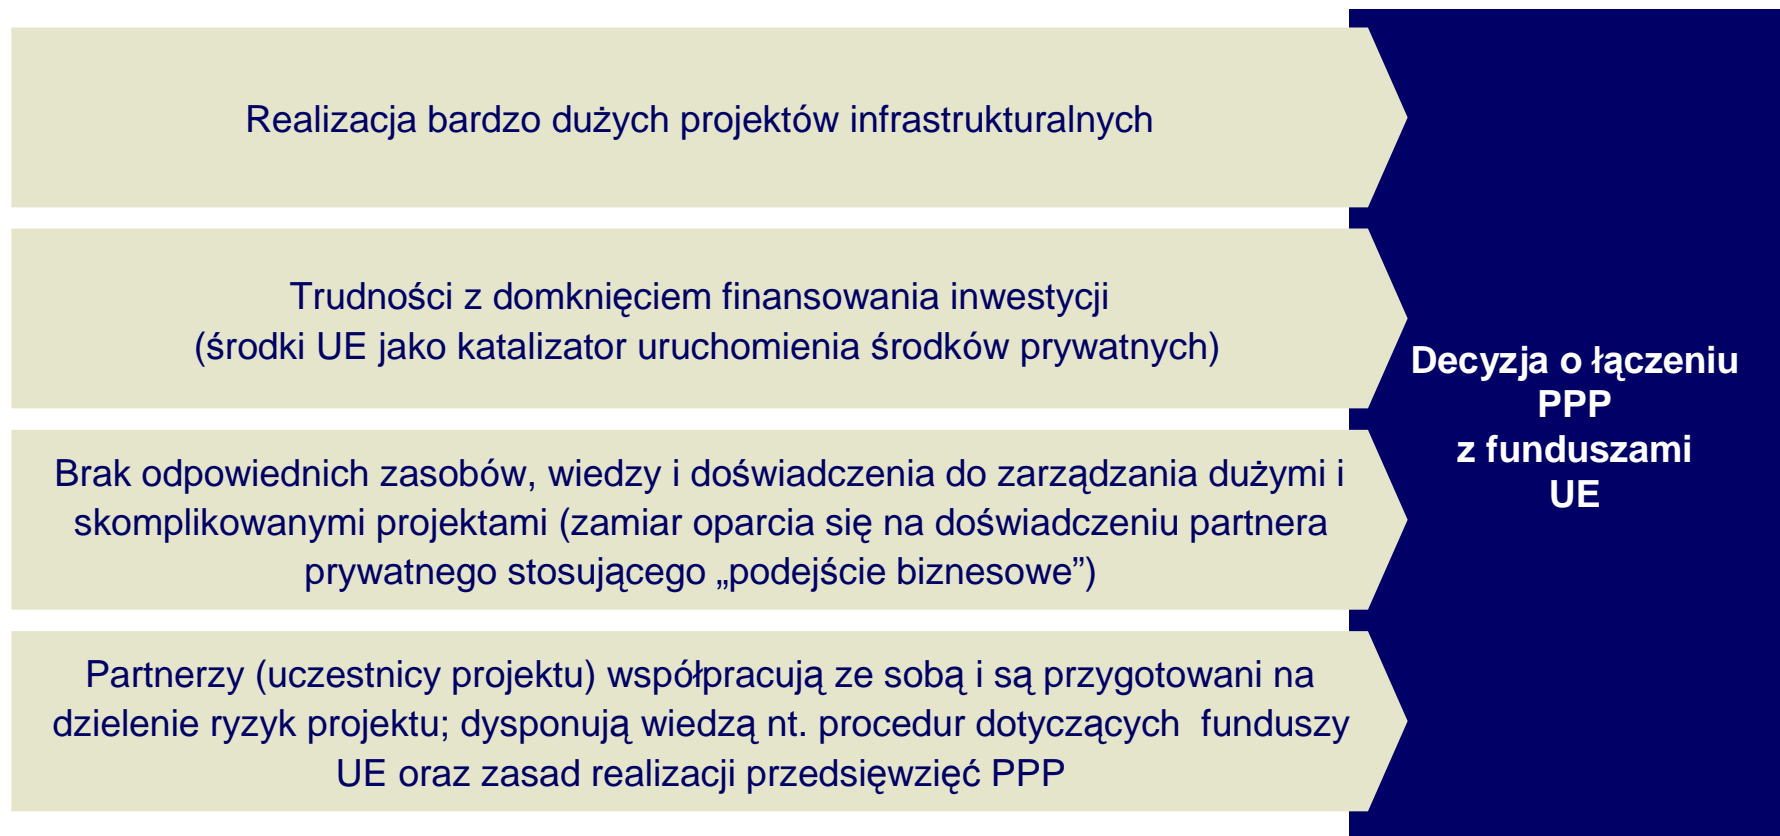 Realizacja bardzo dużych projektów infrastrukturalnych
Trudności z domknięciem finansowania inwestycji
(środki UE jako katalizator uruchomienia środków prywatnych)
Brak odpowiednich zasobów, wiedzy i doświadczenia do zarządzania dużymi i
skomplikowanymi projektami (zamiar oparcia się na doświadczeniu partnera
prywatnego stosującego „podejście biznesowe”)
Partnerzy (uczestnicy projektu) współpracują ze sobą i są przygotowani na
dzielenie ryzyk projektu; dysponują wiedzą nt. procedur dotyczących  funduszy
UE oraz zasad realizacji przedsięwzięć PPP
Decyzja o łączeniu
PPP
z funduszami
UE